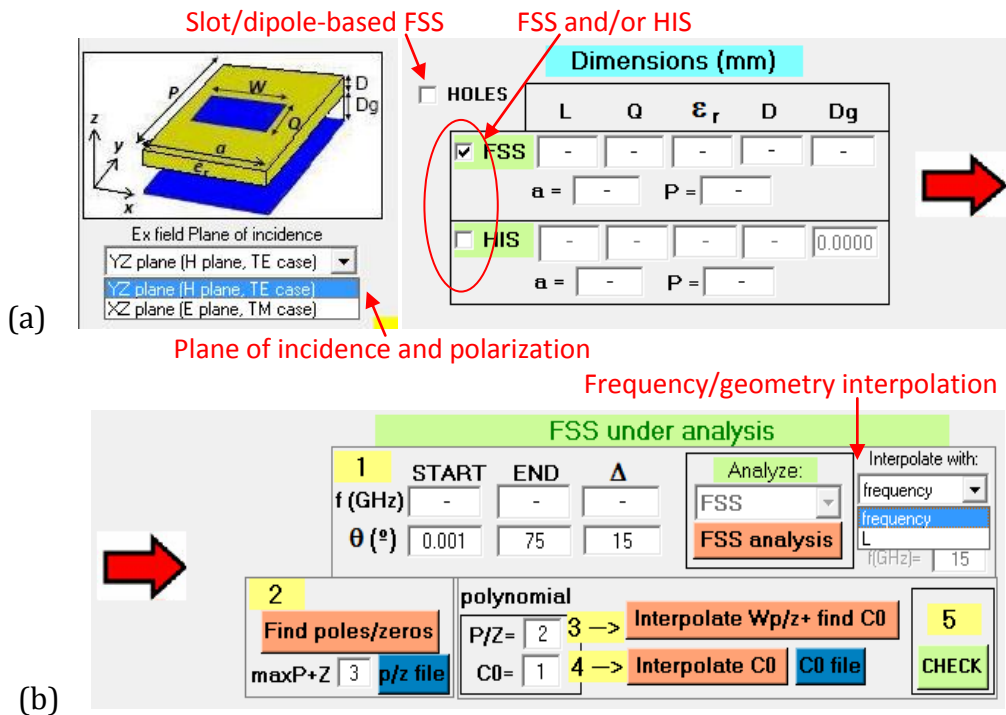 Slot/dipole-based FSS
FSS and/or HIS
P
W
Q
a
e r
D
Dg
z
y
x
Ex field Plane of incidence
YZ plane (H plane, TE case)
YZ plane (H plane, TE case)
XZ plane (E plane, TM case)
Dimensions (mm)
HOLES
L Q εr D Dg
FSS - - - - -
a = - P = -
HIS - - - - 0.0000
a = - P = -
(a)
Plane of incidence and polarization
Frequency/geometry interpolation
FSS under analysis
1
START END Δ
f (GHz) - - -
θ (º) 0.001 75 15
Analyze:
FSS
FSS analysis
Interpolate with:
frequency
frequency
L
f(GHz)= 15
2
Find poles/zeros
maxP+Z 3 p/z file
polynomial
P/Z= 2
C0= 1
3 —> Interpolate Wp/z+ find C0
4 —> Interpolate C0 C0 file
5
CHECK
(b)